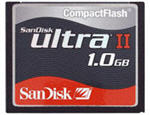 CompactFlash
SanDisk
ultra II
1.0GB
SanDisk